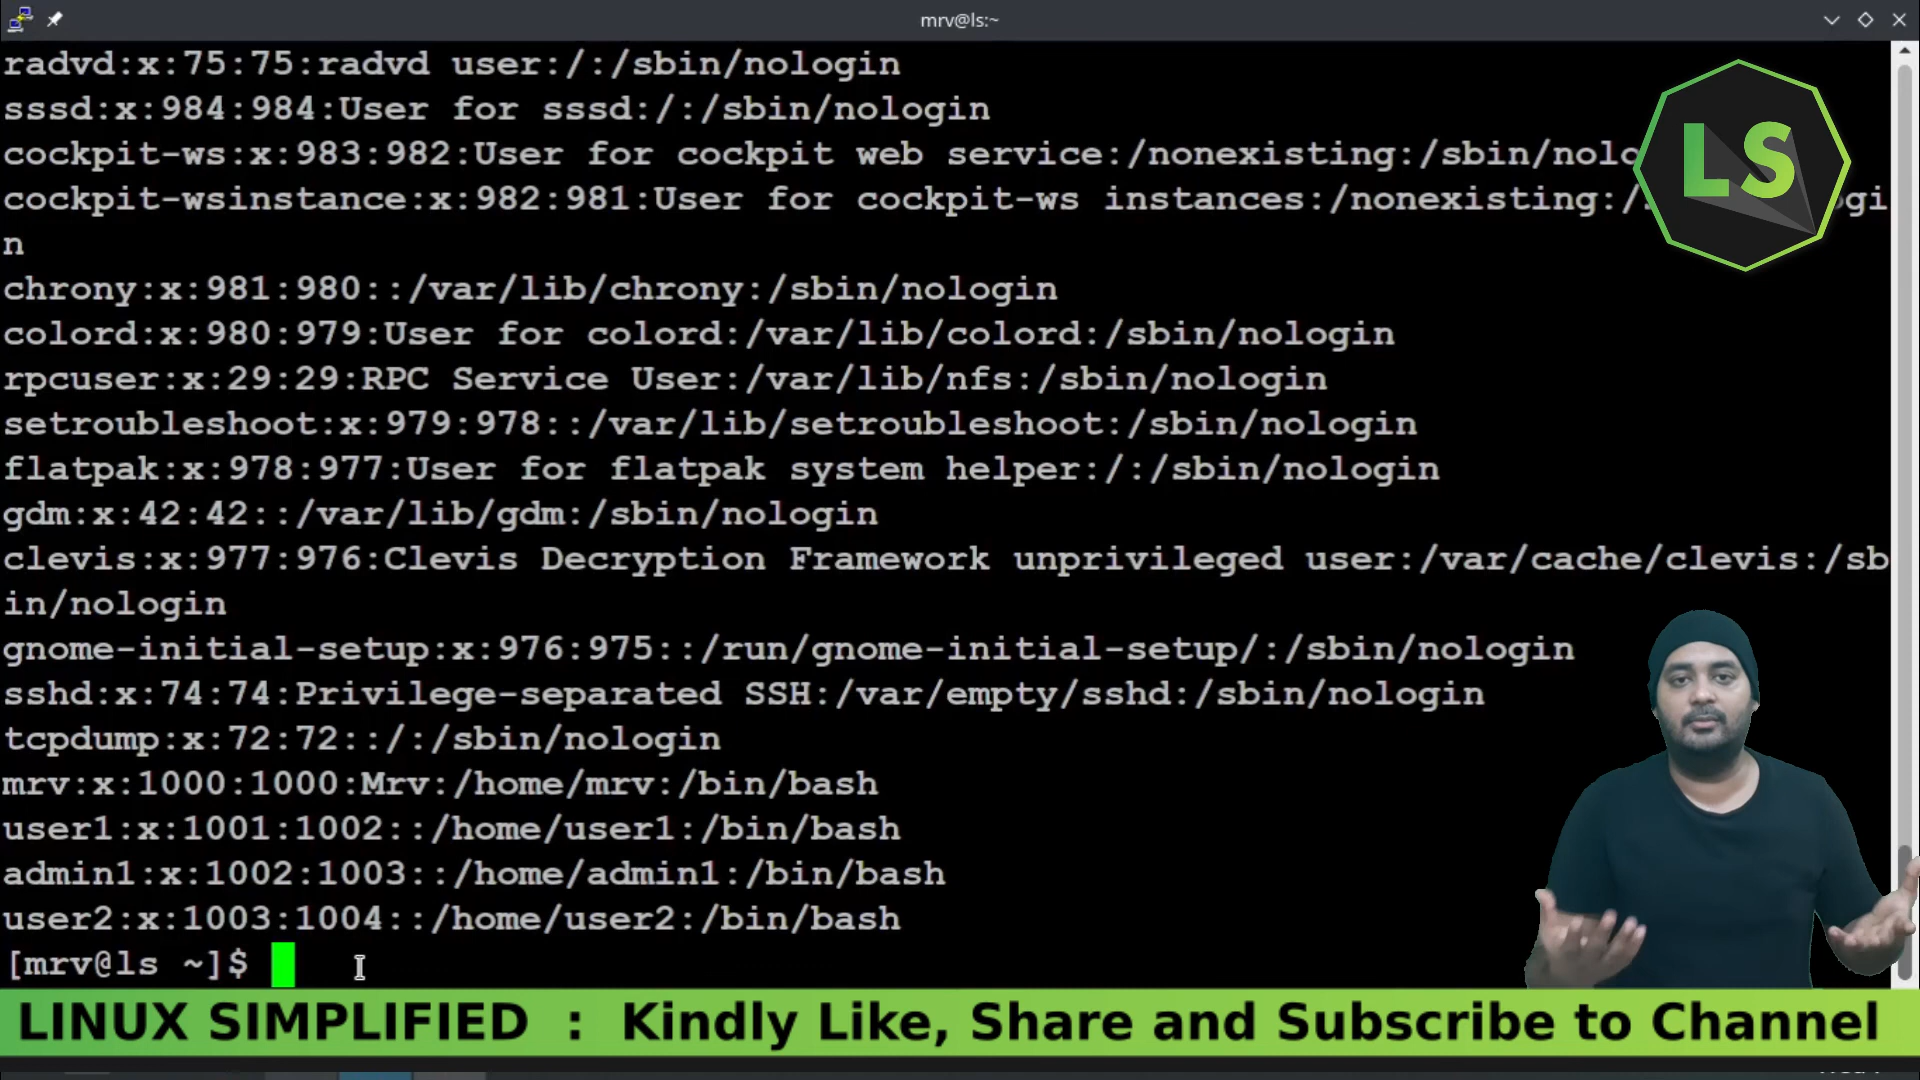 mrv@ls:~
radvd:x:75:75:radvd user:/:/sbin/nologin
sssd:x:984:984:User for sssd:/:/sbin/nologin
cockpit-ws:x:983:982:User for cockpit web service:/nonexisting:/sbin/nolo
cockpit-wsinstance:x:982:981:User for cockpit-ws instances:/nonexisting:/ gi
n
chrony:x:981:980::/var/lib/chrony:/sbin/nologin
colord:x:980:979:User for colord:/var/lib/colord:/sbin/nologin
rpcuser:x:29:29:RPC Service User:/var/lib/nfs:/sbin/nologin
setroubleshoot:x:979:978::/var/lib/setroubleshoot:/sbin/nologin
flatpak:x:978:977:User for flatpak system helper:/:/sbin/nologin
gdm:x:42:42::/var/lib/gdm:/sbin/nologin
clevis:x:977:976:Clevis Decryption Framework unprivileged user:/var/cache/clevis:/sb
in/nologin
gnome-initial-setup:x:976:975::/run/gnome-initial-setup/:/sbin/nologin
sshd:x:74:74:Privilege-separated SSH:/var/empty/sshd:/sbin/nologin
tcpdump:x:72:72::/:/sbin/nologin
mrv:x:1000:1000:Mrv:/home/mrv:/bin/bash
user1:x:1001:1002::/home/user1:/bin/bash
admin1:x:1002:1003::/home/admin1:/bin/bash
user2:x:1003:1004::/home/user2:/bin/bash
[mrv@ls ~]$
LS
LINUX SIMPLIFIED : Kindly Like, Share and Subscribe to Channel